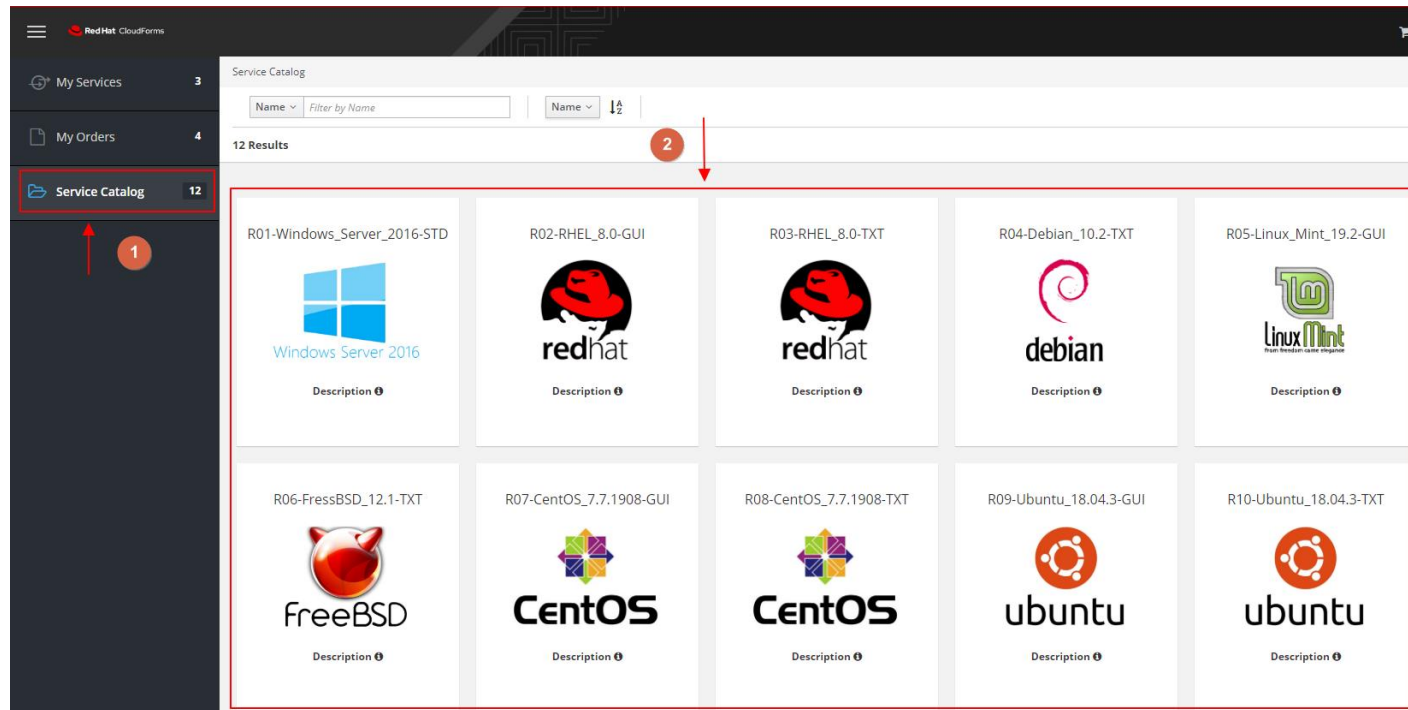 Red Hat CloudForms
My Services 3
My Orders 4
Service Catalog 12
1
Service Catalog
Name Filter by Name Name
12 Results
2
R01-Windows_Server_2016-STD R02-RHEL_8.0-GUI R03-RHEL_8.0-TXT R04-Debian_10.2-TXT R05-Linux_Mint_19.2-GUI
Windows Server 2016 redhat redhat debian Linux Mint
from freedom came elegance
Description Description Description Description Description
R06-FressBSD_12.1-TXT R07-CentOS_7.7.1908-GUI R08-CentOS_7.7.1908-TXT R09-Ubuntu_18.04.3-GUI R10-Ubuntu_18.04.3-TXT
FreeBSD CentOS CentOS ubuntu ubuntu
Description Description Description Description Description